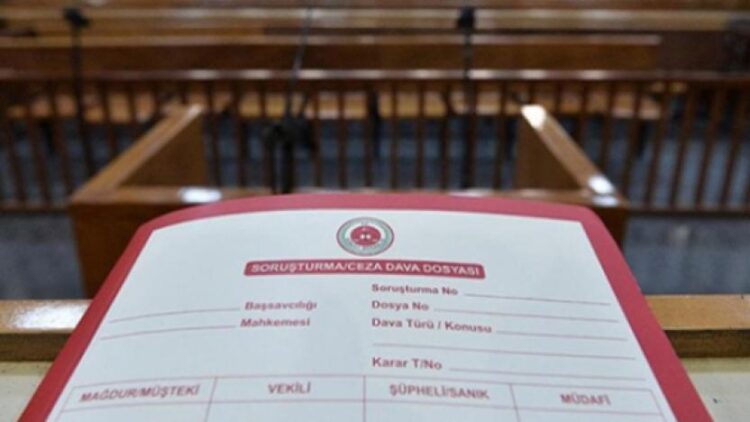 SORUŞTURMA/CEZA DAVA DOSYASI
Soruşturma No
Başsavcılığı
Dosya No
Mahkemesi
Dava Türü / Konusu
Karar T/No
MAĞDUR/MÜŞTEKİ VEKİLİ ŞÜPHELİ/SANIK MÜDAFİ